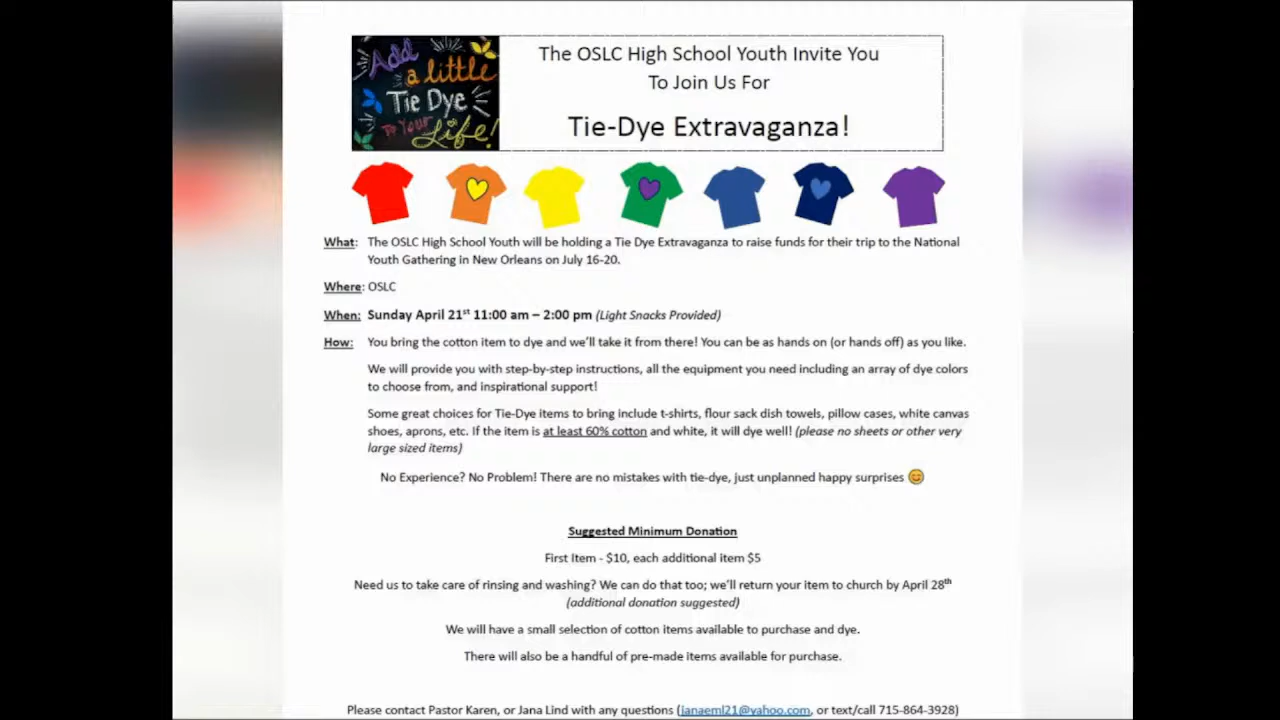 Add
a little
Tie Dye
To Your
Life!
The OSLC High School Youth Invite You
To Join Us For
Tie-Dye Extravaganza!
What: The OSLC High School Youth will be holding a Tie Dye Extravaganza to raise funds for their trip to the National
Youth Gathering in New Orleans on July 16-20.
Where: OSLC
When: Sunday April 21st 11:00 am – 2:00 pm (Light Snacks Provided)
How: You bring the cotton item to dye and we'll take it from there! You can be as hands on (or hands off) as you like.
We will provide you with step-by-step instructions, all the equipment you need including an array of dye colors
to choose from, and inspirational support!
Some great choices for Tie-Dye items to bring include t-shirts, flour sack dish towels, pillow cases, white canvas
shoes, aprons, etc. If the item is at least 60% cotton and white, it will dye well! (please no sheets or other very
large sized items)
No Experience? No Problem! There are no mistakes with tie-dye, just unplanned happy surprises 😊
Suggested Minimum Donation
First Item - $10, each additional item $5
Need us to take care of rinsing and washing? We can do that too; we'll return your item to church by April 28th
(additional donation suggested)
We will have a small selection of cotton items available to purchase and dye.
There will also be a handful of pre-made items available for purchase.
Please contact Pastor Karen, or Jana Lind with any questions (janaeml21@yahoo.com, or text/call 715-864-3928)